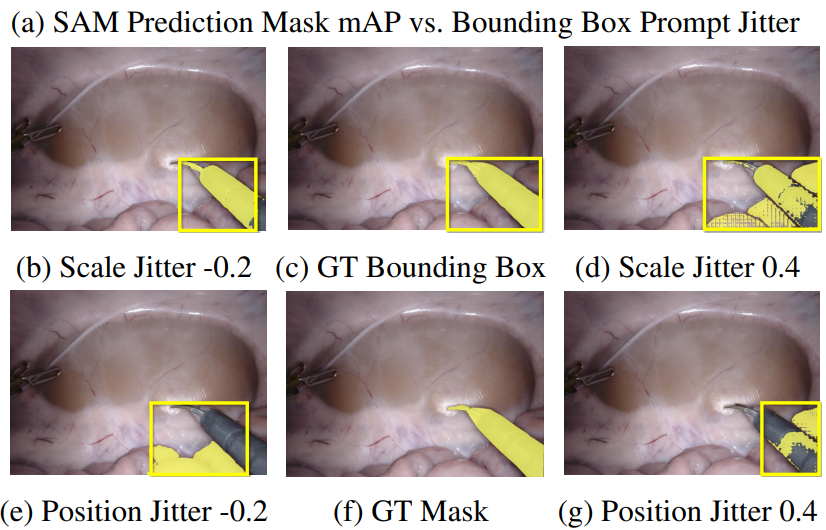 (a) SAM Prediction Mask mAP vs. Bounding Box Prompt Jitter
(b) Scale Jitter -0.2 (c) GT Bounding Box (d) Scale Jitter 0.4
(e) Position Jitter -0.2 (f) GT Mask (g) Position Jitter 0.4